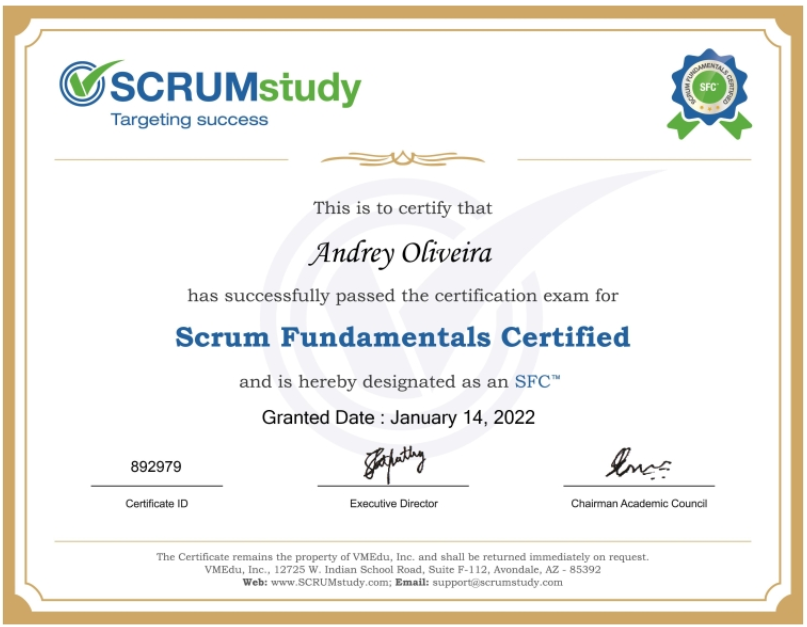 SCRUMstudy
Targeting success
SCRUM FUNDAMENTALS CERTIFIED
SFC™
This is to certify that
Andrey Oliveira
has successfully passed the certification exam for
Scrum Fundamentals Certified
and is hereby designated as an SFC™
Granted Date : January 14, 2022
892979
Certificate ID
Executive Director
Chairman Academic Council
The Certificate remains the property of VMEdu, Inc. and shall be returned immediately on request.
VMEdu, Inc., 12725 W. Indian School Road, Suite F-112, Avondale, AZ - 85392
Web: www.SCRUMstudy.com; Email: support@scrumstudy.com